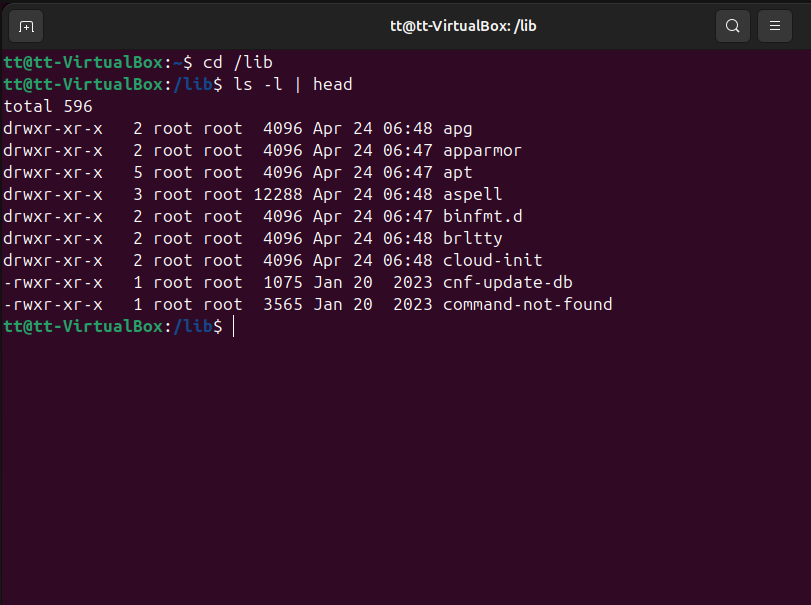 tt@tt-VirtualBox: /lib
tt@tt-VirtualBox:~$ cd /lib
tt@tt-VirtualBox:/lib$ ls -l | head
total 596
drwxr-xr-x   2 root root  4096 Apr 24 06:48 apg
drwxr-xr-x   2 root root  4096 Apr 24 06:47 apparmor
drwxr-xr-x   5 root root  4096 Apr 24 06:47 apt
drwxr-xr-x   3 root root 12288 Apr 24 06:48 aspell
drwxr-xr-x   2 root root  4096 Apr 24 06:47 binfmt.d
drwxr-xr-x   2 root root  4096 Apr 24 06:48 brltty
drwxr-xr-x   2 root root  4096 Apr 24 06:48 cloud-init
-rwxr-xr-x   1 root root  1075 Jan 20  2023 cnf-update-db
-rwxr-xr-x   1 root root  3565 Jan 20  2023 command-not-found
tt@tt-VirtualBox:/lib$